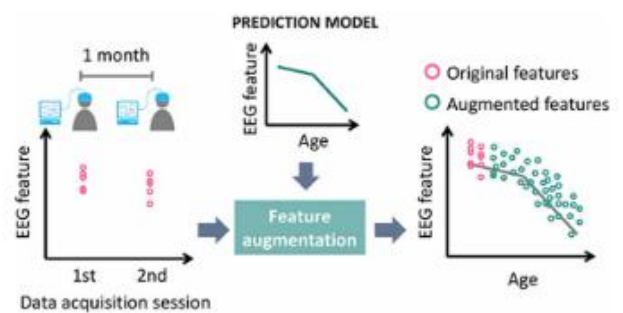 PREDICTION MODEL
1 month
EEG feature
Age
Original features
Augmented features
EEG feature
1st 2nd
Data acquisition session
Feature
augmentation
EEG feature
Age